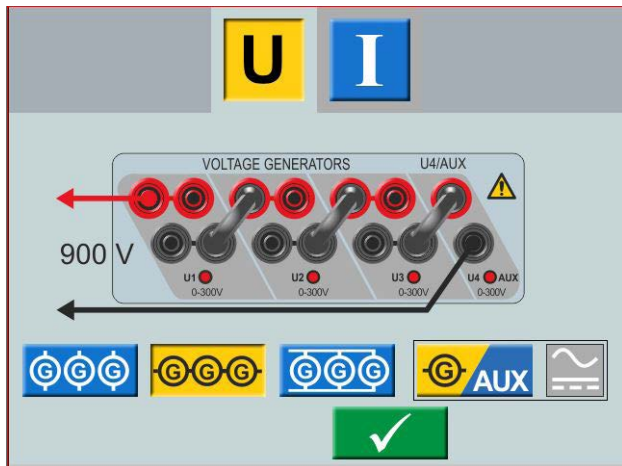 U I
VOLTAGE GENERATORS U4/AUX
900 V
U1 U2 U3 U4 AUX
0-300V 0-300V 0-300V 0-300V
G G G G G G G G G G AUX